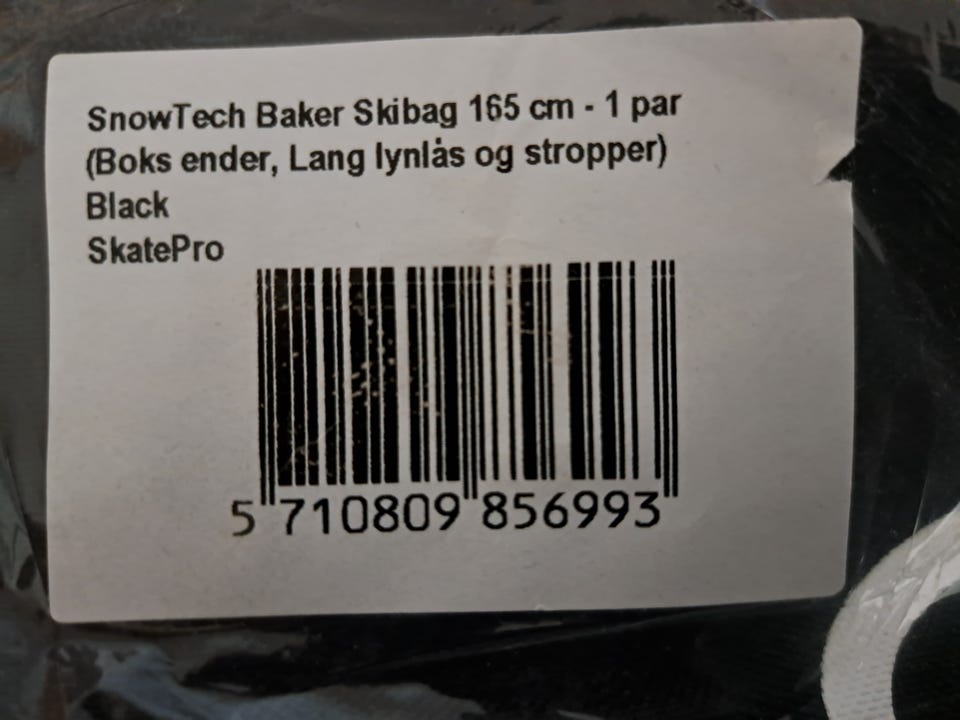 SnowTech Baker Skibag 165 cm - 1 par
(Boks ender, Lang lynlås og stropper)
Black
SkatePro
5 710809 856993